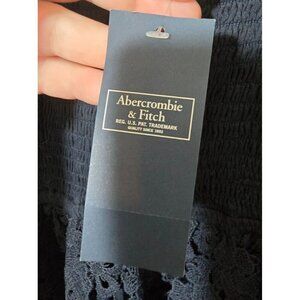 Abercrombie
& Fitch
REG. U.S. PAT. TRADEMARK
QUALITY SINCE 1892